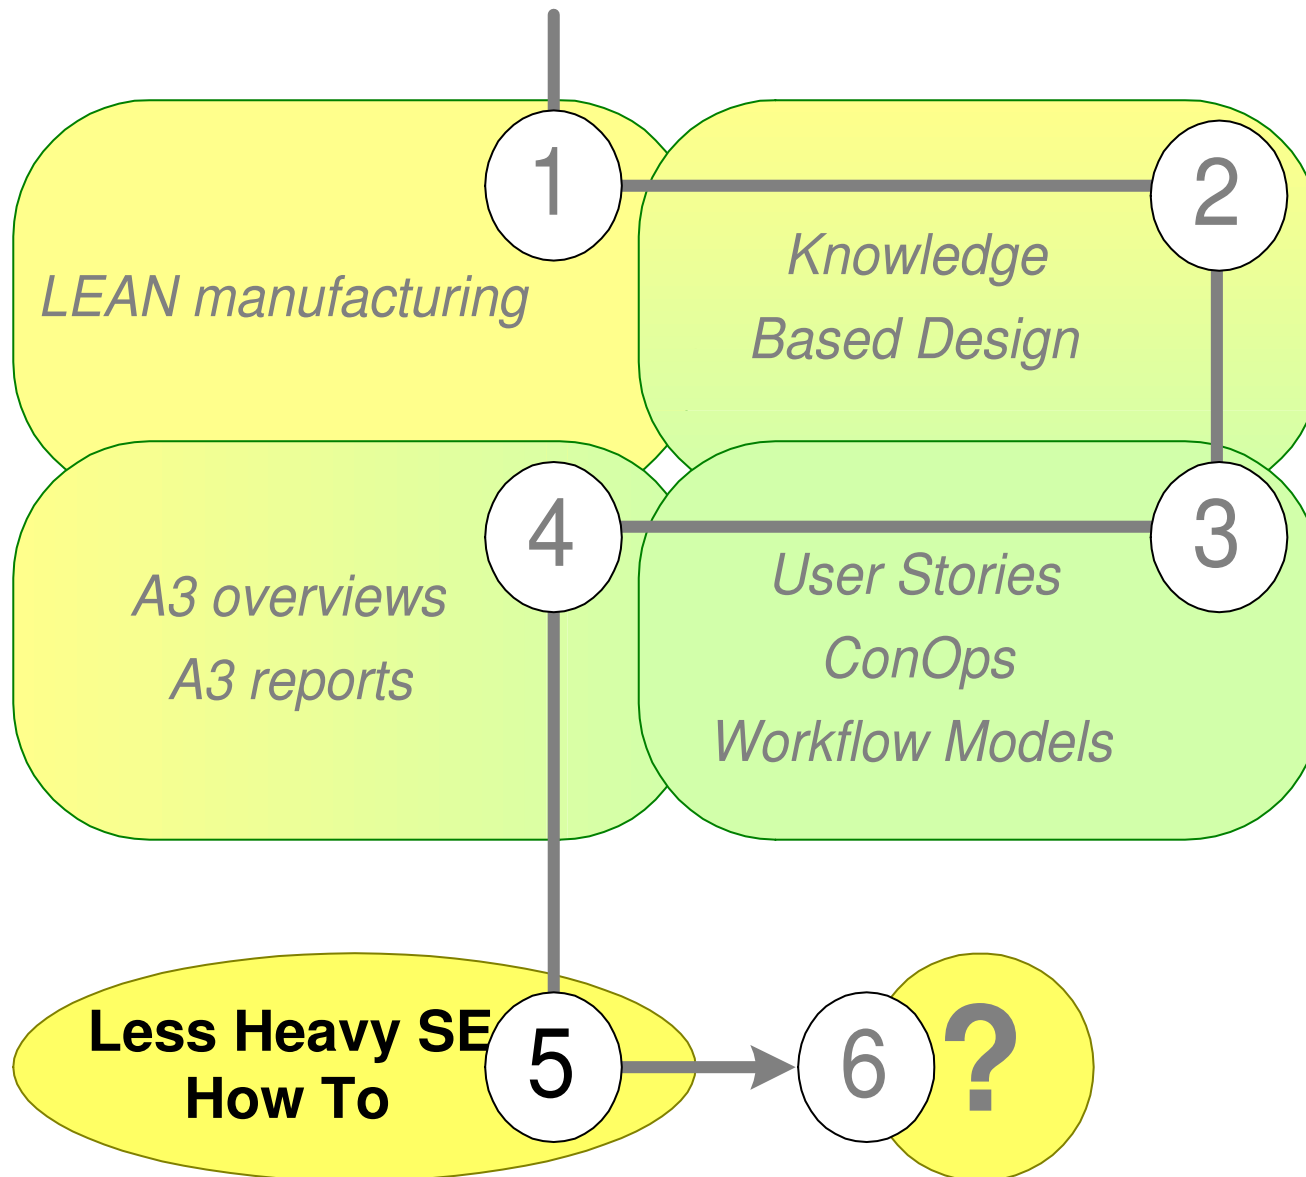 1
LEAN manufacturing
2
Knowledge
Based Design
3
User Stories
ConOps
Workflow Models
4
A3 overviews
A3 reports
5
Less Heavy SE
How To
6
?